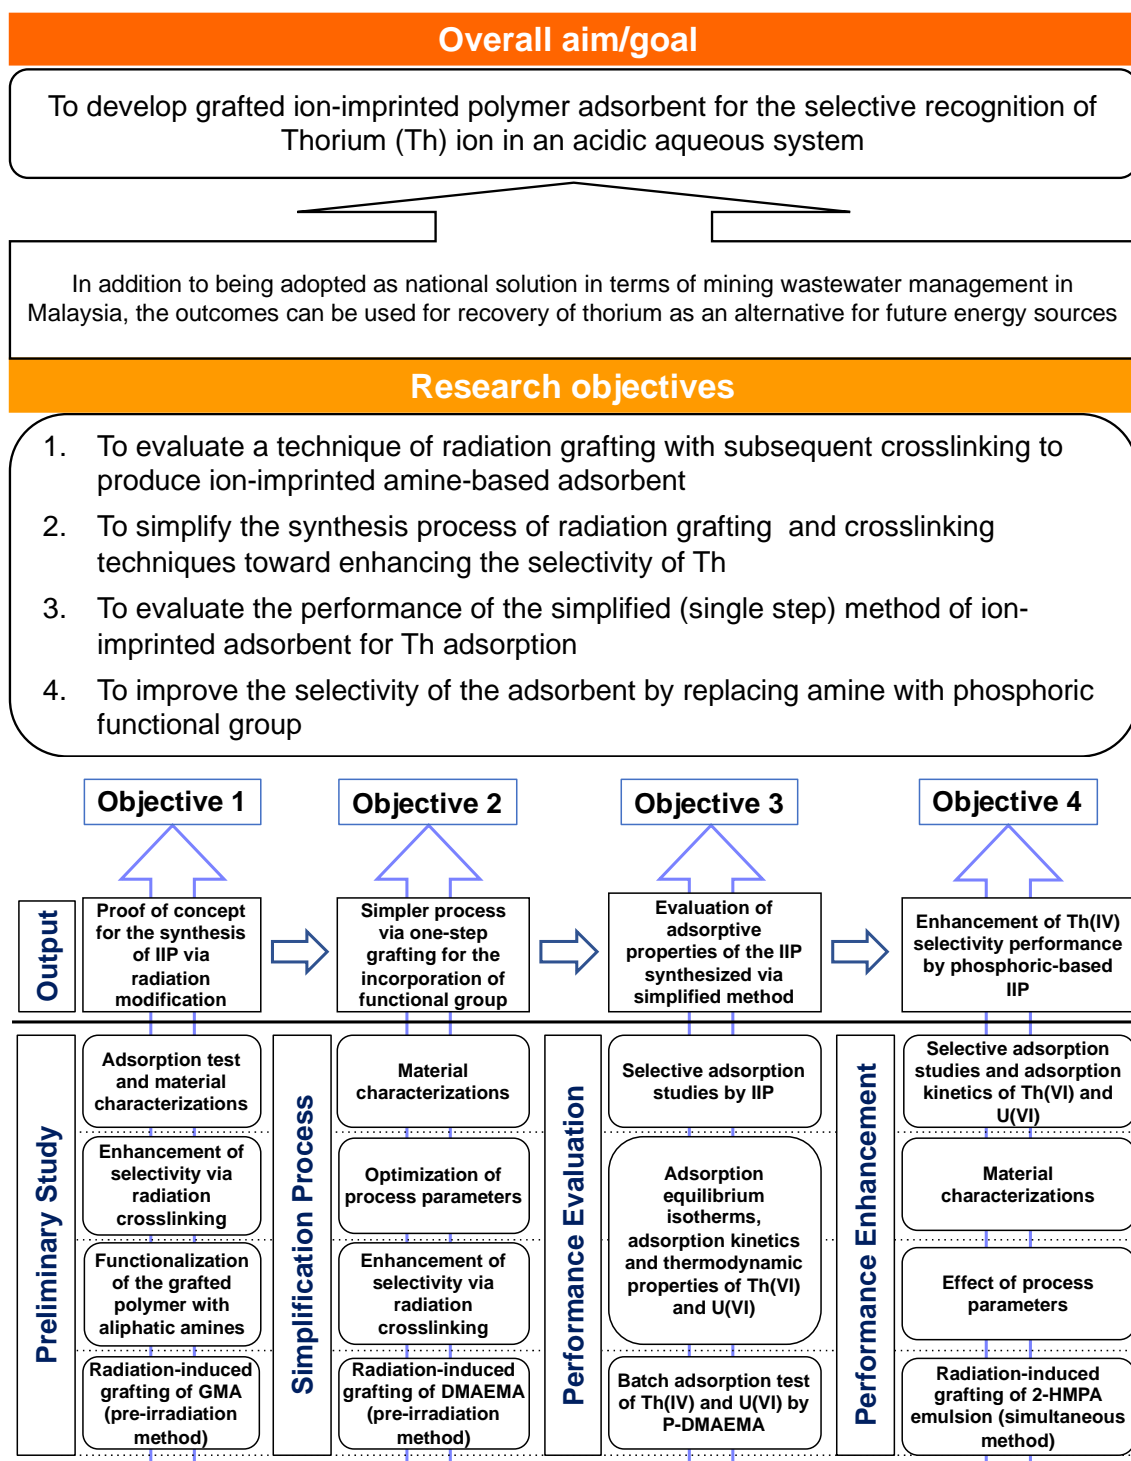 Overall aim/goal
To develop grafted ion-imprinted polymer adsorbent for the selective recognition of
Thorium (Th) ion in an acidic aqueous system
In addition to being adopted as national solution in terms of mining wastewater management in
Malaysia, the outcomes can be used for recovery of thorium as an alternative for future energy sources
Research objectives
1. To evaluate a technique of radiation grafting with subsequent crosslinking to
produce ion-imprinted amine-based adsorbent
2. To simplify the synthesis process of radiation grafting and crosslinking
techniques toward enhancing the selectivity of Th
3. To evaluate the performance of the simplified (single step) method of ion-
imprinted adsorbent for Th adsorption
4. To improve the selectivity of the adsorbent by replacing amine with phosphoric
functional group
Objective 1
Objective 2
Objective 3
Objective 4
Output
Proof of concept
for the synthesis
of IIP via
radiation
modification
Simpler process
via one-step
grafting for the
incorporation of
functional group
Evaluation of
adsorptive
properties of the IIP
synthesized via
simplified method
Enhancement of Th(IV)
selectivity performance
by phosphoric-based
IIP
Preliminary Study
Adsorption test
and material
characterizations
Enhancement of
selectivity via
radiation
crosslinking
Functionalization
of the grafted
polymer with
aliphatic amines
Radiation-induced
grafting of GMA
(pre-irradiation
method)
Simplification Process
Material
characterizations
Optimization of
process parameters
Enhancement of
selectivity via
radiation
crosslinking
Radiation-induced
grafting of DMAEMA
(pre-irradiation
method)
Performance Evaluation
Selective adsorption
studies by IIP
Adsorption
equilibrium
isotherms,
adsorption kinetics
and thermodynamic
properties of Th(VI)
and U(VI)
Batch adsorption test
of Th(IV) and U(VI) by
P-DMAEMA
Performance Enhancement
Selective adsorption
studies and adsorption
kinetics of Th(VI) and
U(VI)
Material
characterizations
Effect of process
parameters
Radiation-induced
grafting of 2-HMPA
emulsion (simultaneous
method)